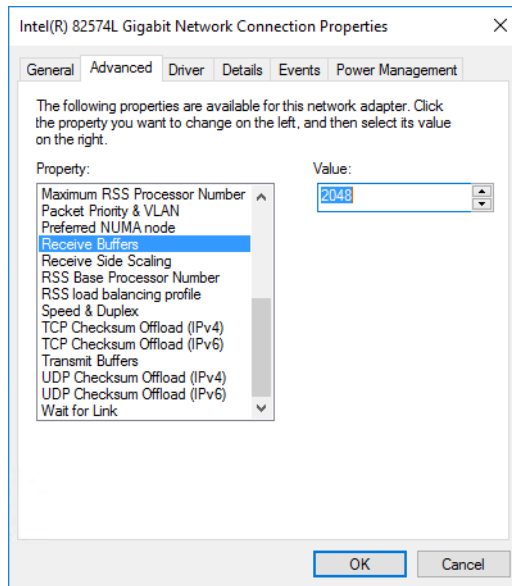 Intel(R) 82574L Gigabit Network Connection Properties
General Advanced Driver Details Events Power Management
The following properties are available for this network adapter. Click
the property you want to change on the left, and then select its value
on the right.
Property:
Value:
Maximum RSS Processor Number
Packet Priority & VLAN
Preferred NUMA node
Receive Buffers
Receive Side Scaling
RSS Base Processor Number
RSS load balancing profile
Speed & Duplex
TCP Checksum Offload (IPv4)
TCP Checksum Offload (IPv6)
Transmit Buffers
UDP Checksum Offload (IPv4)
UDP Checksum Offload (IPv6)
Wait for Link
2048
OK Cancel